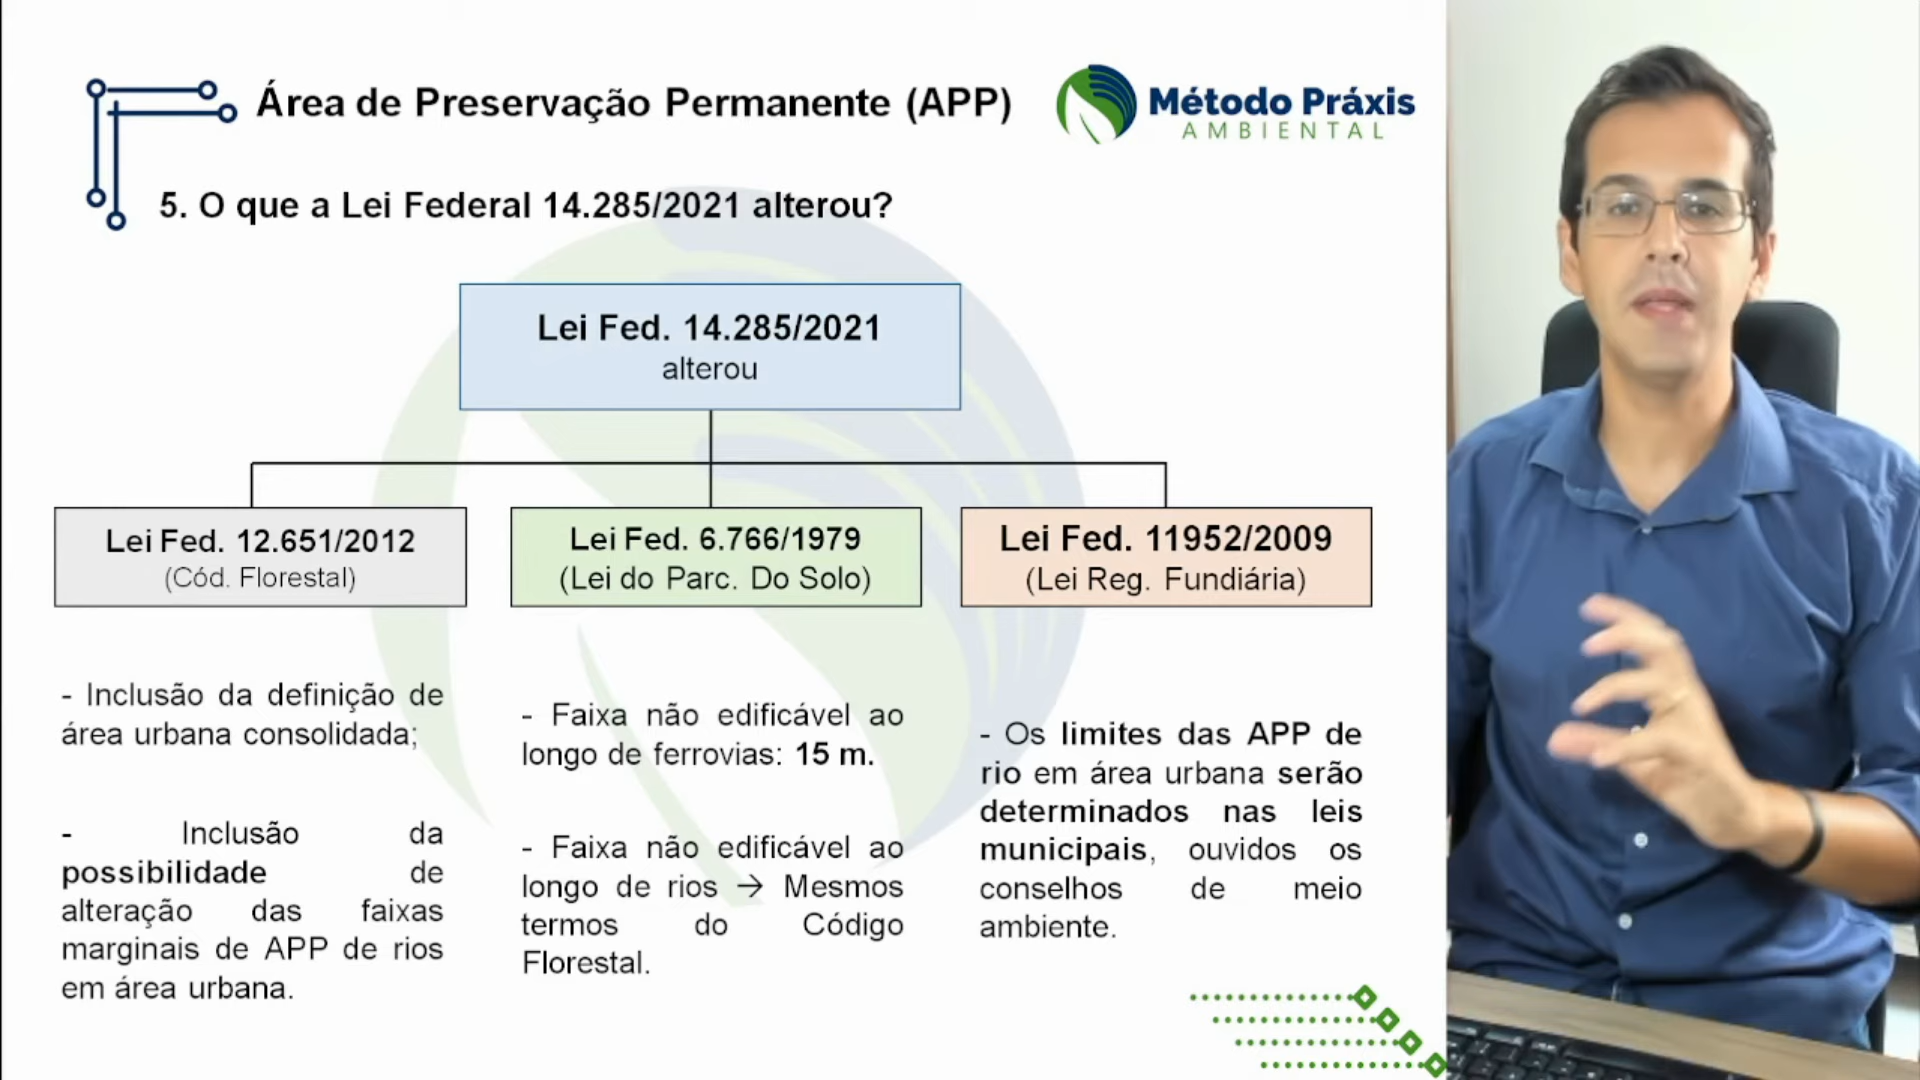 Área de Preservação Permanente (APP)
Método Práxis
AMBIENTAL
5. O que a Lei Federal 14.285/2021 alterou?
Lei Fed. 14.285/2021
alterou
Lei Fed. 12.651/2012
(Cód. Florestal)
Lei Fed. 6.766/1979
(Lei do Parc. Do Solo)
Lei Fed. 11952/2009
(Lei Reg. Fundiária)
- Inclusão da definição de
área urbana consolidada;
- Inclusão da
possibilidade de
alteração das faixas
marginais de APP de rios
em área urbana.
- Faixa não edificável ao
longo de ferrovias: 15 m.
- Faixa não edificável ao
longo de rios → Mesmos
termos do Código
Florestal.
- Os limites das APP de
rio em área urbana serão
determinados nas leis
municipais, ouvidos os
conselhos de meio
ambiente.